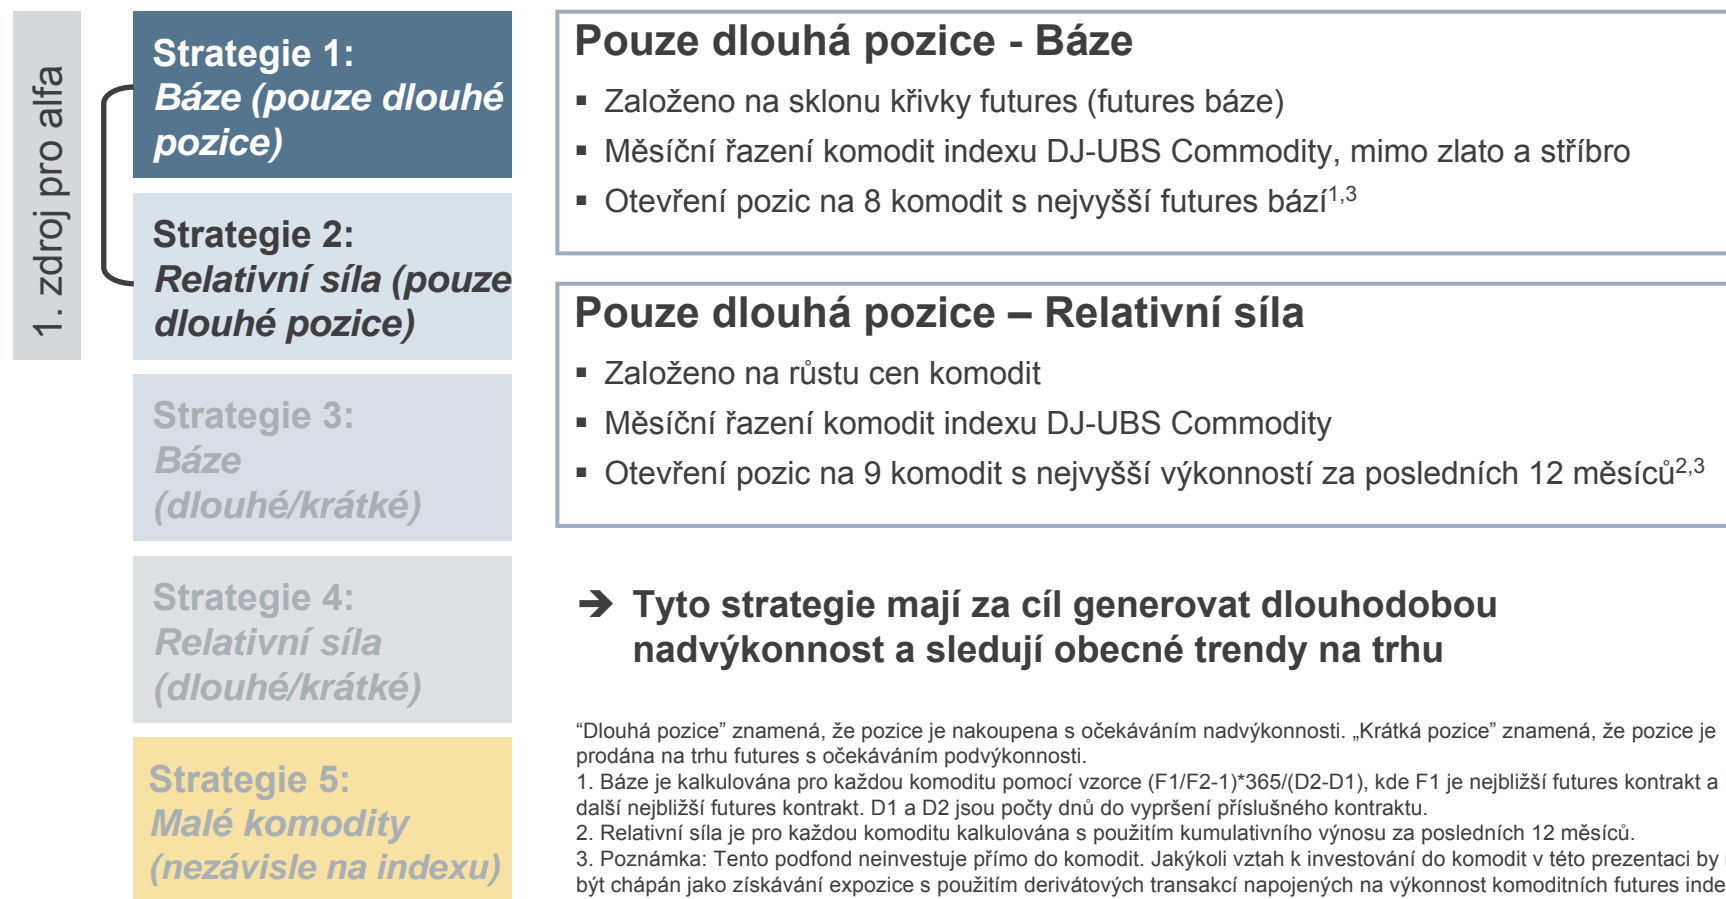 1. zdroj pro alfa
Strategie 1:
Báze (pouze dlouhé
pozice)
Strategie 2:
Relativní síla (pouze
dlouhé pozice)
Strategie 3:
Báze
(dlouhé/krátké)
Strategie 4:
Relativní síla
(dlouhé/krátké)
Strategie 5:
Malé komodity
(nezávisle na indexu)
Pouze dlouhá pozice - Báze
▪ Založeno na sklonu křivky futures (futures báze)
▪ Měsíční řazení komodit indexu DJ-UBS Commodity, mimo zlato a stříbro
▪ Otevření pozic na 8 komodit s nejvyšší futures bází1,3
Pouze dlouhá pozice – Relativní síla
▪ Založeno na růstu cen komodit
▪ Měsíční řazení komodit indexu DJ-UBS Commodity
▪ Otevření pozic na 9 komodit s nejvyšší výkonností za posledních 12 měsíců2,3
➔ Tyto strategie mají za cíl generovat dlouhodobou
nadvýkonnost a sledují obecné trendy na trhu
“Dlouhá pozice” znamená, že pozice je nakoupena s očekáváním nadvýkonnosti. „Krátká pozice” znamená, že pozice je
prodána na trhu futures s očekáváním podvýkonnosti.
1. Báze je kalkulována pro každou komoditu pomocí vzorce (F1/F2-1)*365/(D2-D1), kde F1 je nejbližší futures kontrakt a
další nejbližší futures kontrakt. D1 a D2 jsou počty dnů do vypršení příslušného kontraktu.
2. Relativní síla je pro každou komoditu kalkulována s použitím kumulativního výnosu za posledních 12 měsíců.
3. Poznámka: Tento podfond neinvestuje přímo do komodit. Jakýkoli vztah k investování do komodit v této prezentaci by
být chápán jako získávání expozice s použitím derivátových transakcí napojených na výkonnost komoditních futures inde